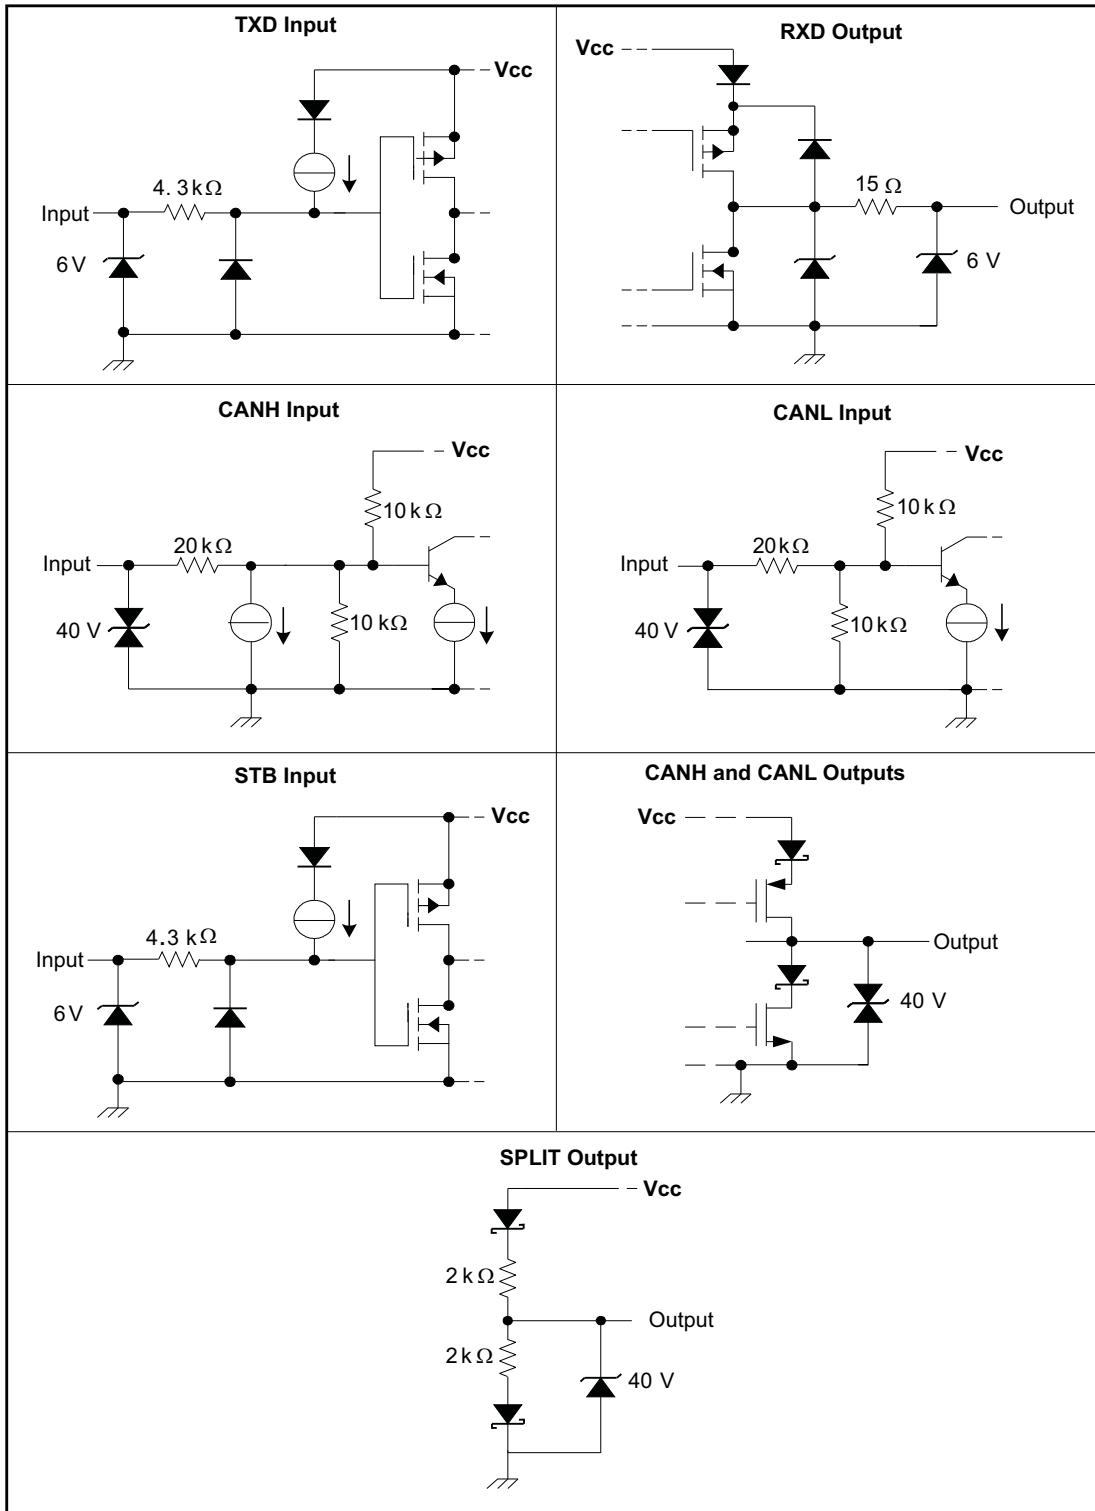 TXD Input
Vcc
4. 3 kΩ
Input
6 V
RXD Output
Vcc
15 Ω
Output
6 V
CANH Input
Vcc
10 k Ω
20 kΩ
Input
40 V
10 kΩ
CANL Input
Vcc
10 k Ω
20 kΩ
Input
40 V
10 kΩ
STB Input
Vcc
4.3 kΩ
Input
6 V
CANH and CANL Outputs
Vcc
Output
40 V
SPLIT Output
Vcc
2 k Ω
Output
2 kΩ
40 V